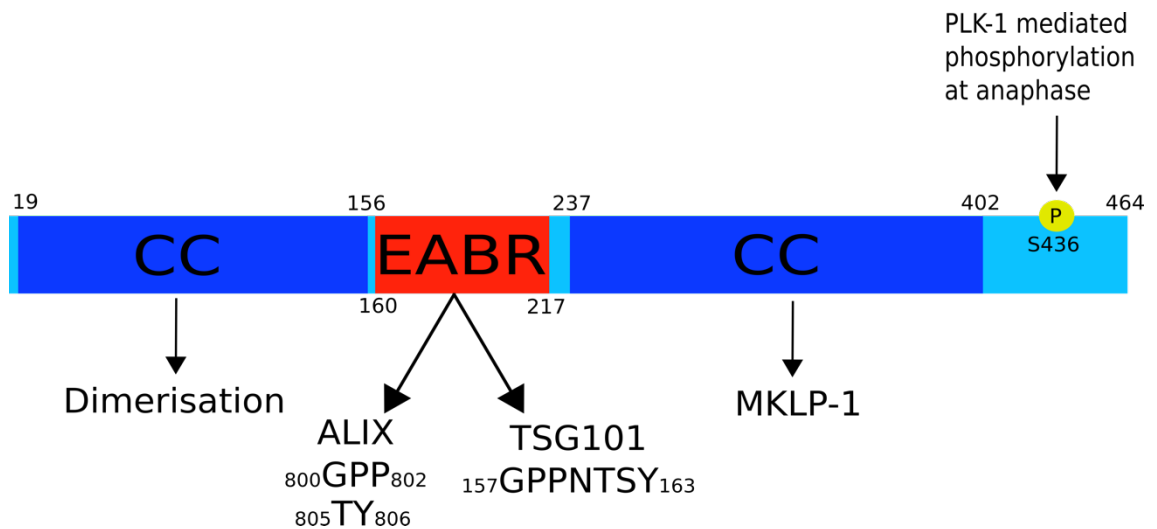 PLK-1 mediated
phosphorylation
at anaphase
19 156 237 402 464
P
CC EABR CC S436
160 217
Dimerisation
MKLP-1
ALIX TSG101
800GPP802 157GPPNTSY163
805TY806